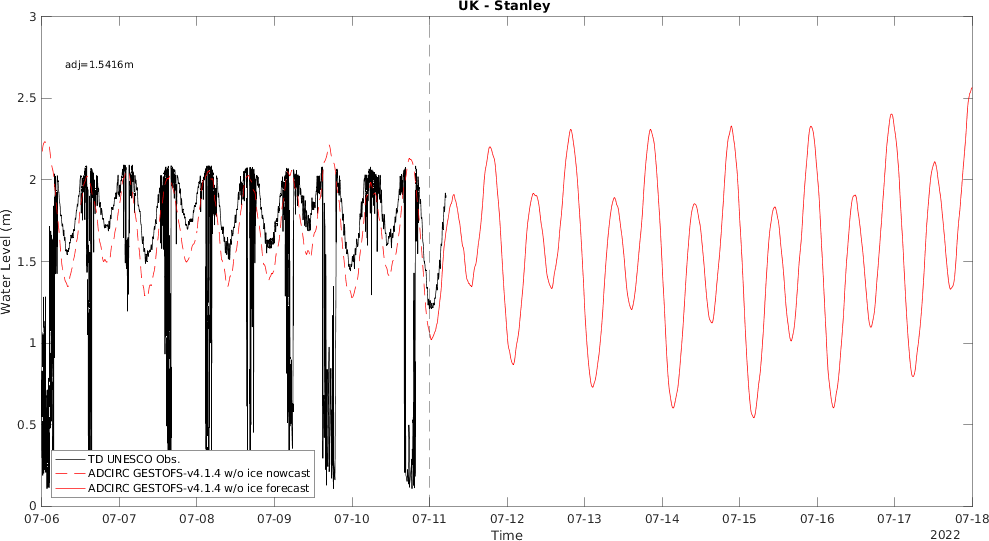 UK - Stanley
adj=1.5416m
3
2.5
2
1.5
1
0.5
0
Water Level (m)
TD UNESCO Obs.
ADCIRC GESTOFS-v4.1.4 w/o ice nowcast
ADCIRC GESTOFS-v4.1.4 w/o ice forecast
07-06 07-07 07-08 07-09 07-10 07-11 07-12 07-13 07-14 07-15 07-16 07-17 07-18
Time
2022